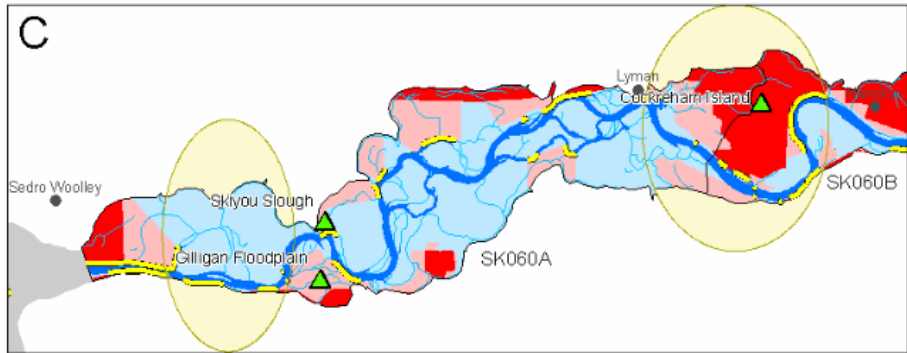 C
Lyman
Cockreham Island
Sedro Woolley
Skiyou Slough
SK060B
Gilligan Floodplain
SK060A